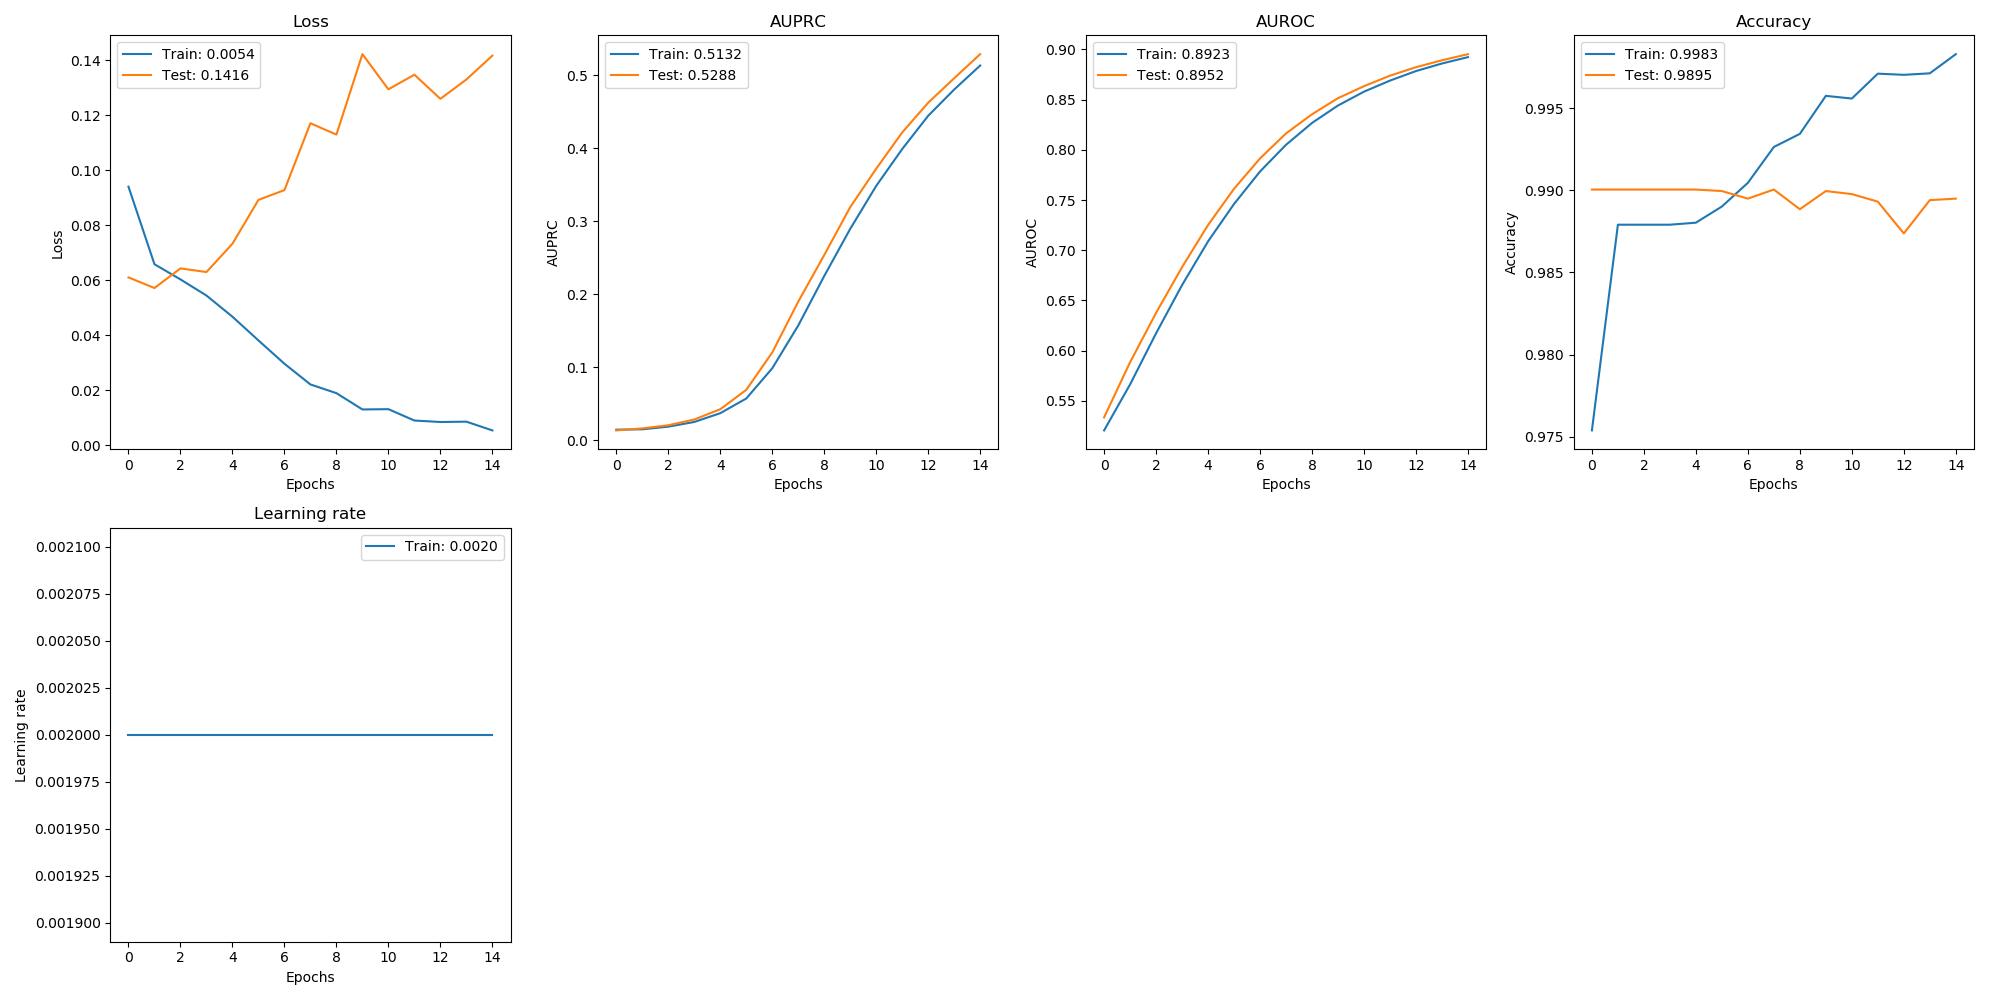 Loss
Train: 0.0054
Test: 0.1416
0.14
0.12
0.10
0.08
0.06
0.04
0.02
0.00
Loss
0 2 4 6 8 10 12 14
Epochs
AUPRC
Train: 0.5132
Test: 0.5288
0.5
0.4
0.3
0.2
0.1
0.0
AUPRC
0 2 4 6 8 10 12 14
Epochs
AUROC
Train: 0.8923
Test: 0.8952
0.90
0.85
0.80
0.75
0.70
0.65
0.60
0.55
AUROC
0 2 4 6 8 10 12 14
Epochs
Accuracy
Train: 0.9983
Test: 0.9895
0.995
0.990
0.985
0.980
0.975
Accuracy
0 2 4 6 8 10 12 14
Epochs
Learning rate
Train: 0.0020
0.002100
0.002075
0.002050
0.002025
0.002000
0.001975
0.001950
0.001925
0.001900
Learning rate
0 2 4 6 8 10 12 14
Epochs